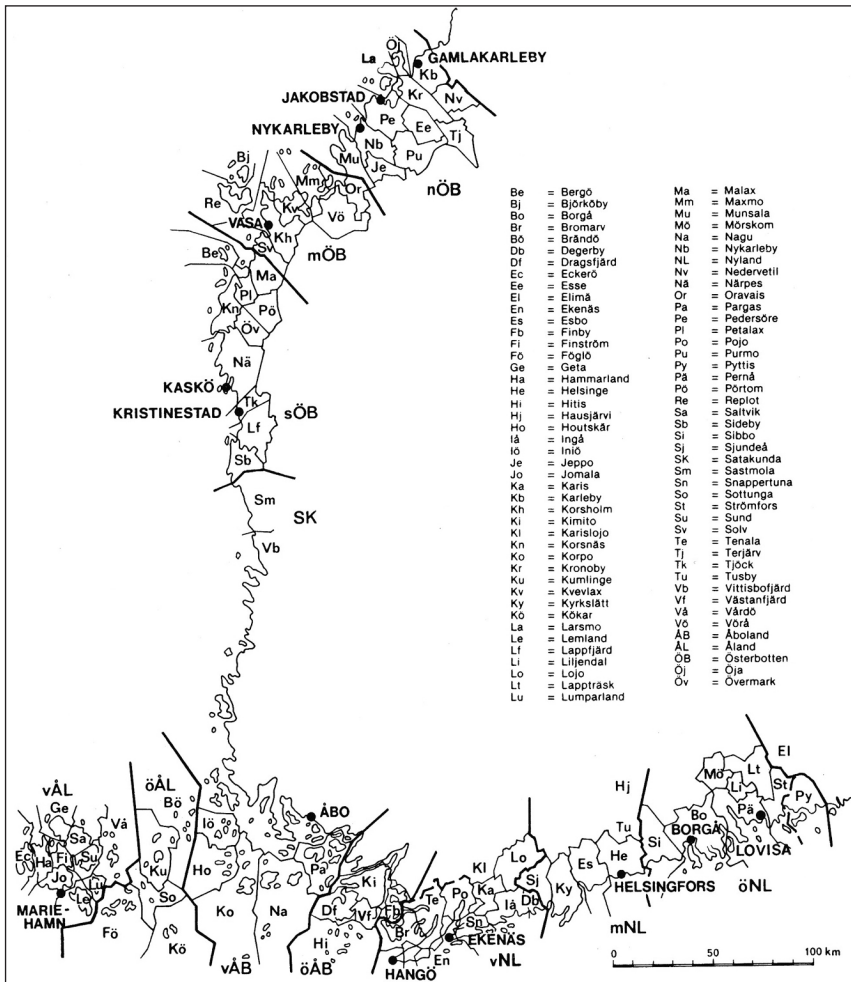 Öj
La
GAMLAKARLEBY
Kb
JAKOBSTAD
Kr
Nv
Pe
NYKARLEBY
Ee
Tj
Nb
Mu
Pu
Je
nÖB
Bj
Mm
Or
Re
Kv
Vö
VASA
Kh
Sv
mÖB
Be
Ma
Pl
Kn
Pö
Öv
Nä
KASKÖ
Tk
KRISTINESTAD
sÖB
Lf
Sb
Sm
SK
Vb
Be = Bergö
Bj = Björköby
Bo = Borgå
Br = Bromarv
Bö = Brändö
Db = Degerby
Df = Dragsfjärd
Ec = Eckerö
Ee = Esse
El = Elimä
En = Ekenäs
Es = Esbo
Fb = Finby
Fi = Finström
Fö = Föglö
Ge = Geta
Ha = Hammarland
He = Helsinge
Hi = Hitis
Hj = Hausjärvi
Ho = Houtskär
Iå = Ingå
Iö = Iniö
Je = Jeppo
Jo = Jomala
Ka = Karis
Kb = Karleby
Kh = Korsholm
Ki = Kimito
Kl = Karislojo
Kn = Korsnäs
Ko = Korpo
Kr = Kronoby
Ku = Kumlinge
Kv = Kvevlax
Ky = Kyrkslätt
Kö = Kökar
La = Larsmo
Le = Lemland
Lf = Lappfjärd
Li = Liljendal
Lo = Lojo
Lt = Lappträsk
Lu = Lumparland
Ma = Malax
Mm = Maxmo
Mu = Munsala
Mö = Mörskom
Na = Nagu
Nb = Nykarleby
NL = Nyland
Nv = Nedervetil
Nä = Närpes
Or = Oravais
Pa = Pargas
Pe = Pedersöre
Pl = Petalax
Po = Pojo
Pu = Purmo
Py = Pyttis
Pä = Pernå
Pö = Pörtom
Re = Replot
Sa = Saltvik
Sb = Sideby
Si = Sibbo
Sj = Sjundeå
SK = Satakunda
Sm = Sastmola
Sn = Snappertuna
So = Sottunga
St = Strömfors
Su = Sund
Sv = Solv
Te = Tenala
Tj = Terjärv
Tk = Tjöck
Tu = Tusby
Vb = Vittisbofjärd
Vf = Västanfjärd
Vå = Vårdö
Vö = Vörå
ÅB = Åboland
ÅL = Åland
ÖB = Österbotten
Öj = Öja
Öv = Övermark
vÅL
Ge
Vå
Sa
Ec
Ha
Fi
Su
Jo
Lu
Le
MARIE-
HAMN
Fö
öÅL
Bö
Ku
So
Kö
Iö
Ho
Ko
vÅB
ÅBO
Pa
Na
Ki
Df
Vf
Fb
Hi
öÅB
Br
HANGÖ
Te
Po
En
Sn
EKENÄS
vNL
Kl
Ka
Lo
Iå
Sj
Db
Ky
Es
Hj
Tu
He
HELSINGFORS
mNL
Si
Bo
BORGÅ
Mö
Lt
Li
Pä
LOVISA
öNL
El
St
Py
0 50 100 km